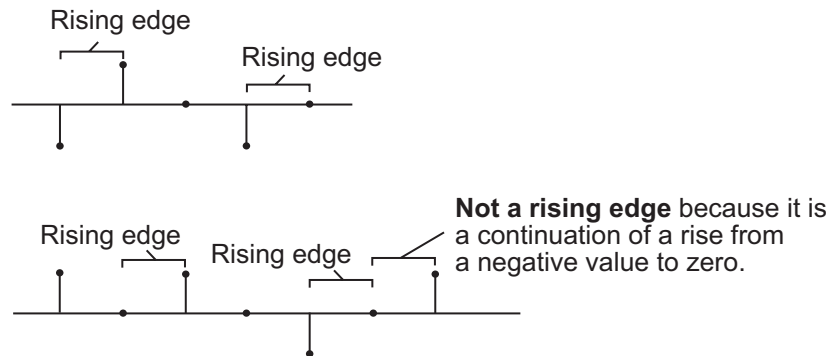 Rising edge
Rising edge
Not a rising edge because it is
a continuation of a rise from
a negative value to zero.
Rising edge
Rising edge